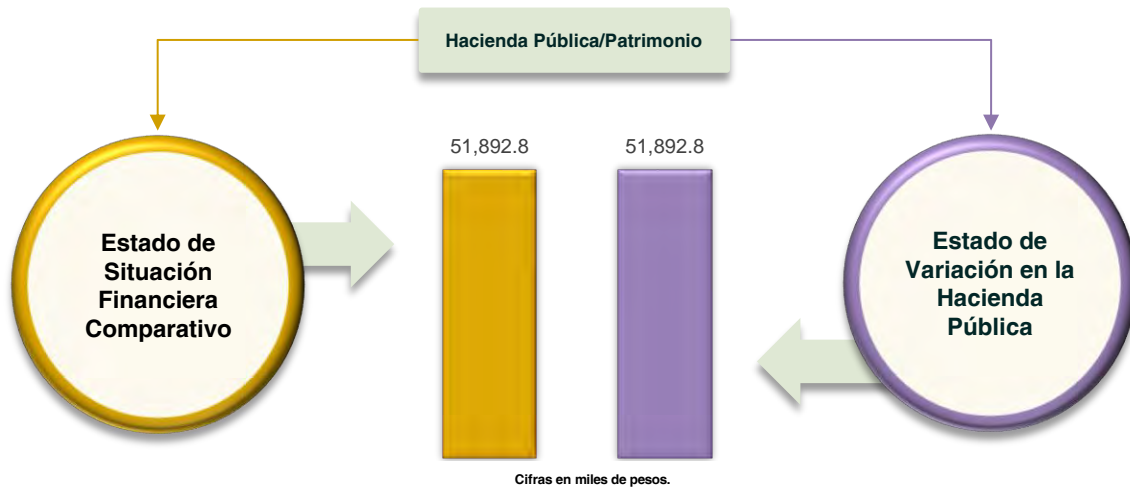 Hacienda Pública/Patrimonio
51,892.8
51,892.8
Estado de
Situación
Financiera
Comparativo
Estado de
Variación en la
Hacienda
Pública
Cifras en miles de pesos.